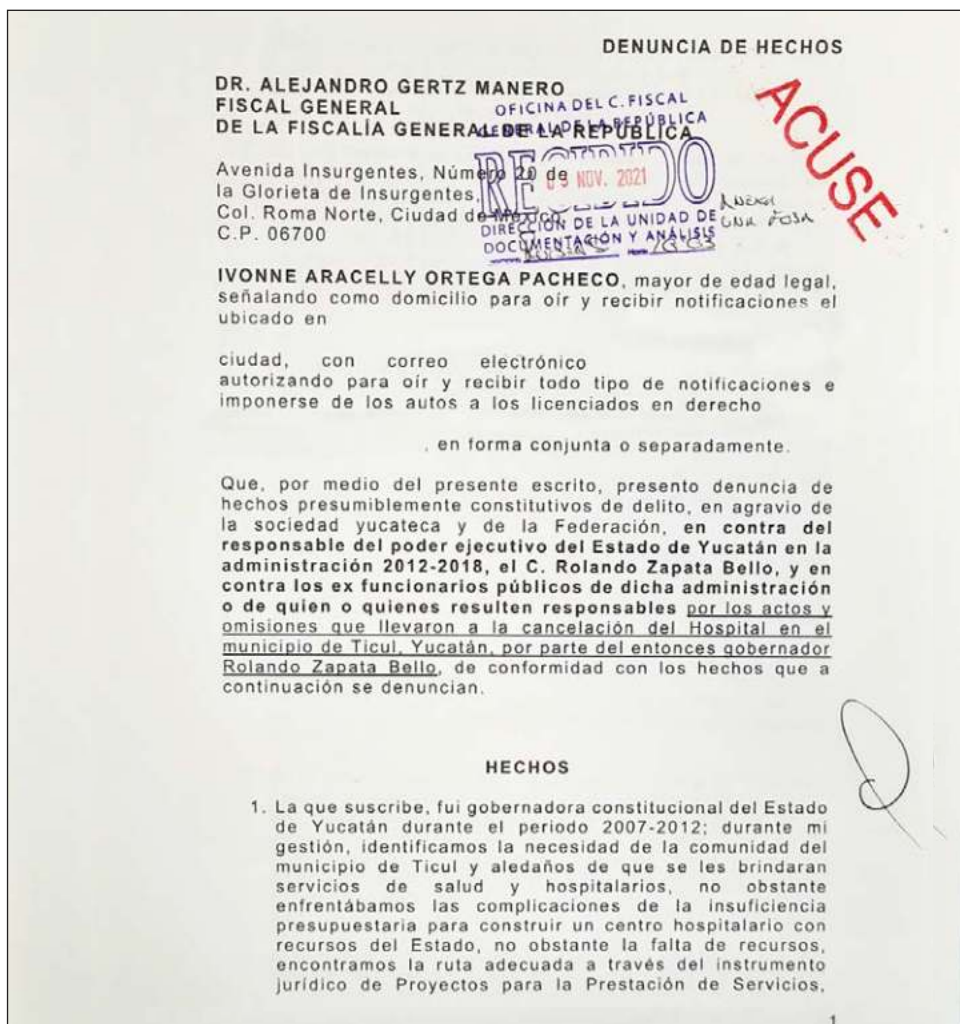 DENUNCIA DE HECHOS
DR. ALEJANDRO GERTZ MANERO
FISCAL GENERAL
DE LA FISCALÍA GENERAL DE LA REPÚBLICA
OFICINA DEL C. FISCAL
GENERAL DE LA REPÚBLICA
RECIBIDO
NOV. 2021
DIRECCIÓN DE LA UNIDAD DE
DOCUMENTACIÓN Y ANÁLISIS
ACUSE
Avenida Insurgentes, Número 20 de
la Glorieta de Insurgentes,
Col. Roma Norte, Ciudad de México,
C.P. 06700
IVONNE ARACELLY ORTEGA PACHECO, mayor de edad legal,
señalando como domicilio para oír y recibir notificaciones el
ubicado en
ciudad, con correo electrónico
autorizando para oír y recibir todo tipo de notificaciones e
imponerse de los autos a los licenciados en derecho
, en forma conjunta o separadamente.
Que, por medio del presente escrito, presento denuncia de
hechos presumiblemente constitutivos de delito, en agravio de
la sociedad yucateca y de la Federación, en contra del
responsable del poder ejecutivo del Estado de Yucatán en la
administración 2012-2018, el C. Rolando Zapata Bello, y en
contra los ex funcionarios públicos de dicha administración
o de quien o quienes resulten responsables por los actos y
omisiones que llevaron a la cancelación del Hospital en el
municipio de Ticul, Yucatán, por parte del entonces gobernador
Rolando Zapata Bello, de conformidad con los hechos que a
continuación se denuncian.
HECHOS
1. La que suscribe, fui gobernadora constitucional del Estado
de Yucatán durante el periodo 2007-2012; durante mi
gestión, identificamos la necesidad de la comunidad del
municipio de Ticul y aledaños de que se les brindaran
servicios de salud y hospitalarios, no obstante
enfrentábamos las complicaciones de la insuficiencia
presupuestaria para construir un centro hospitalario con
recursos del Estado, no obstante la falta de recursos,
encontramos la ruta adecuada a través del instrumento
jurídico de Proyectos para la Prestación de Servicios,
1